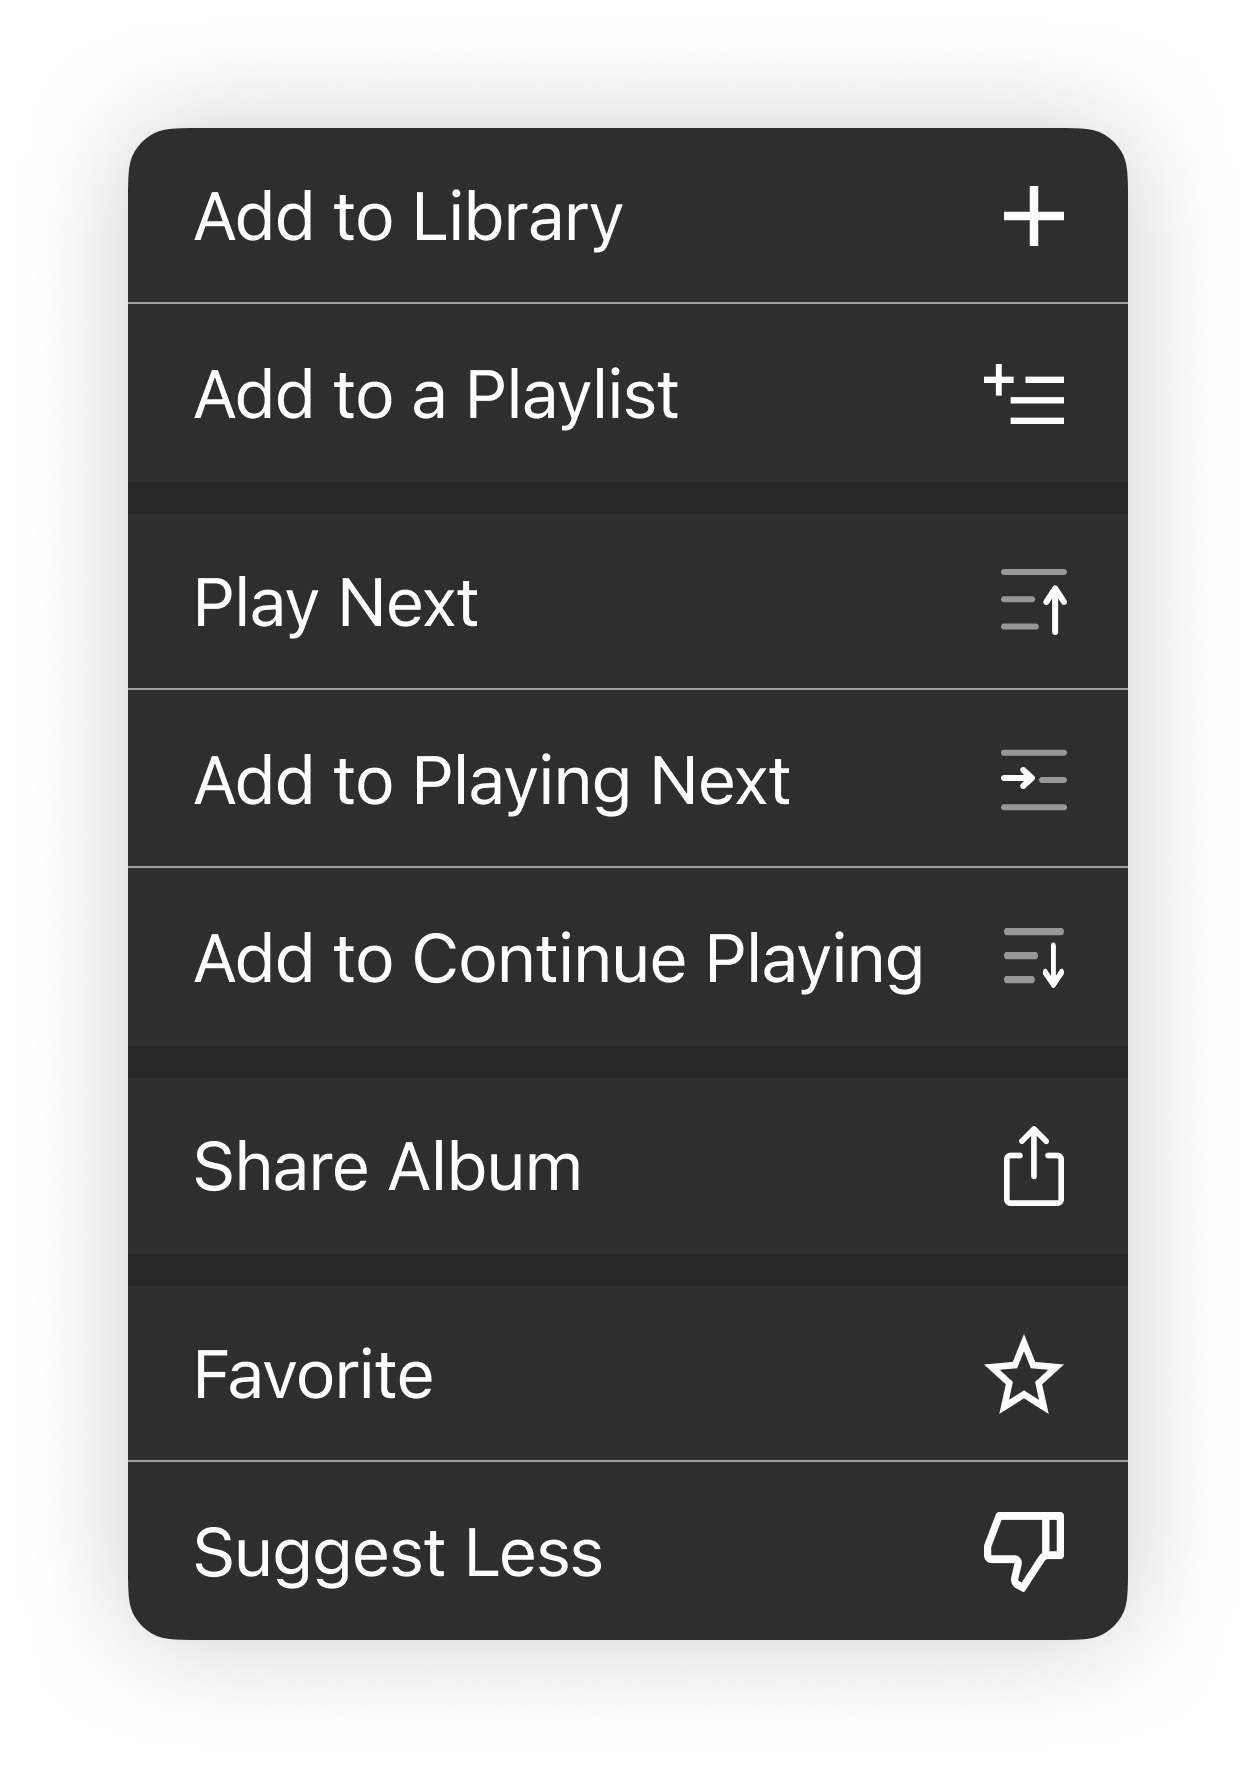 Add to Library
Add to a Playlist
Play Next
Add to Playing Next
Add to Continue Playing
Share Album
Favorite
Suggest Less